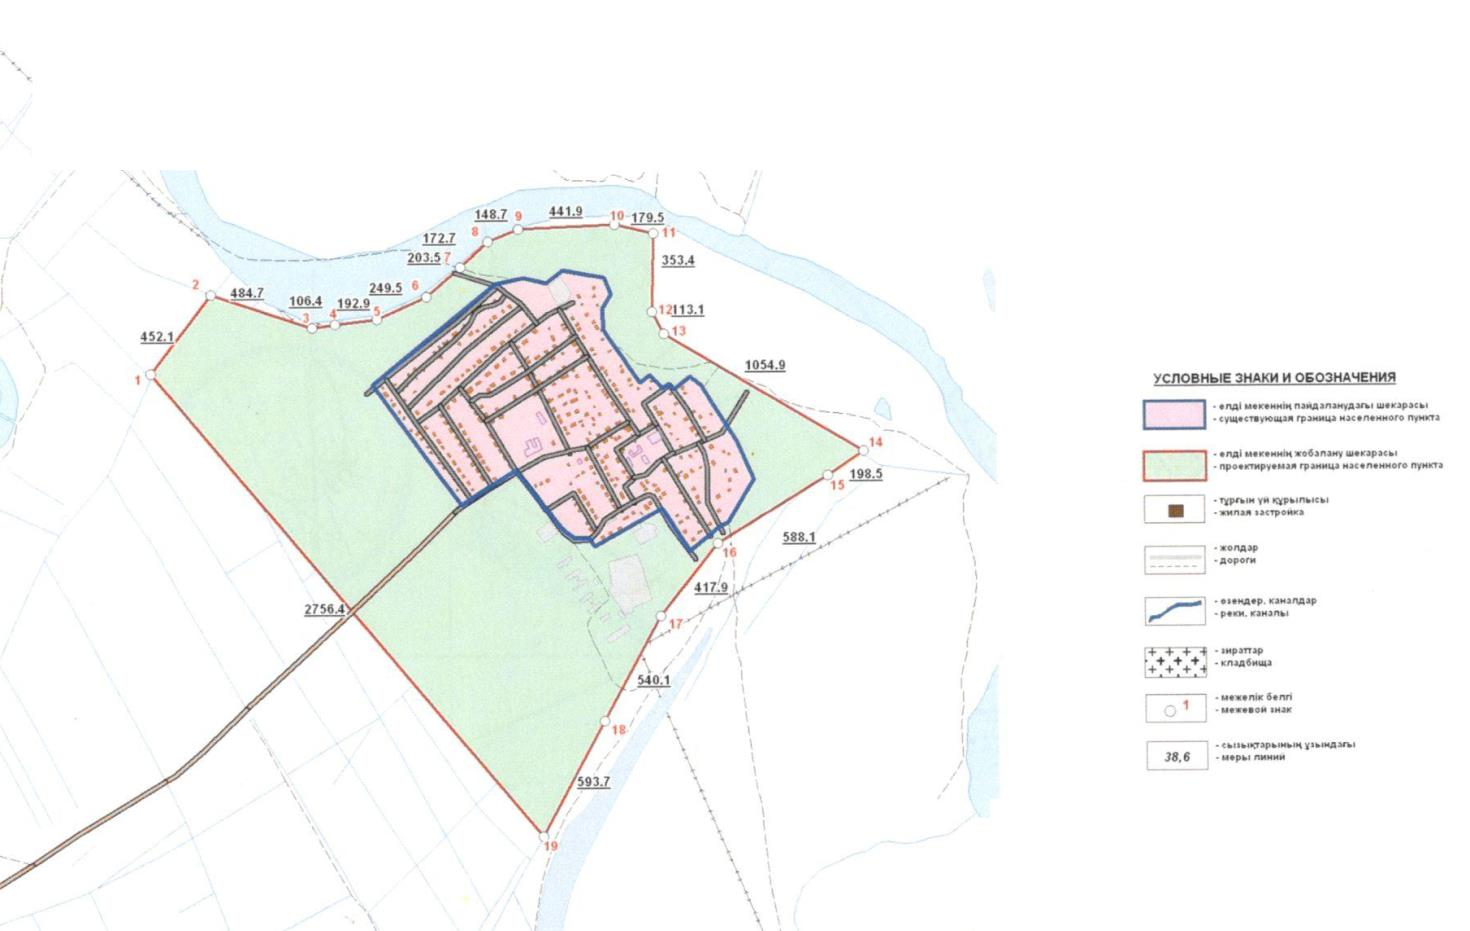 148.7
9
441.9
10
179.5
11
8
172.7
7
203.5
353.4
2
484.7
249.5
6
106.4
192.9
3
4
5
12
113.1
13
452.1
1
1054.9
14
15
198.5
588.1
16
417.9
17
2756.4
540.1
18
593.7
19
УСЛОВНЫЕ ЗНАКИ И ОБОЗНАЧЕНИЯ
- елді мекеннің пайдаланудағы шекарасы
- существующая граница населенного пункта
- елді мекеннің жобалану шекарасы
- проектируемая граница населенного пункта
- тұрғын үй құрылысы
- жилая застройка
- жолдар
- дороги
- өзендер, каналдар
- реки, каналы
- зираттар
- кладбища
1
- межелік белгі
- межевой знак
38,6
- сызықтарының ұзындағы
- меры линий